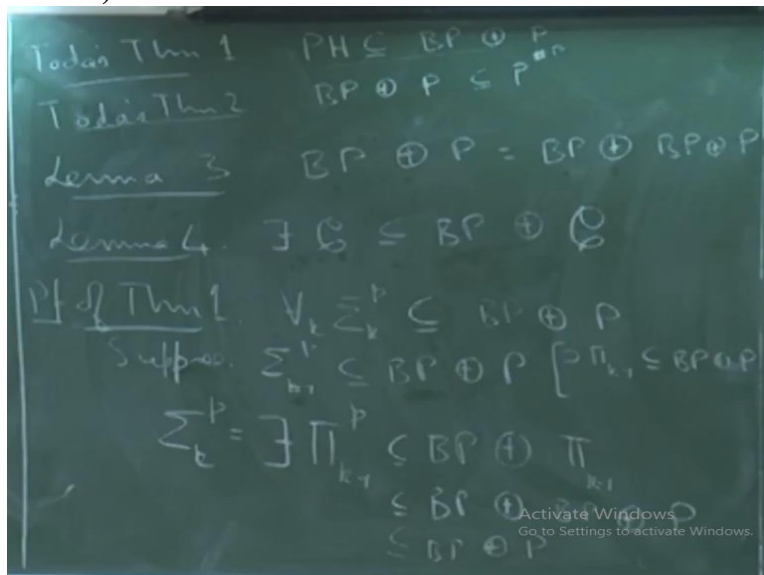 Toda's Thm 1 PH ⊆ BP ⊕ P
Toda's Thm 2 BP ⊕ P ⊆ P
Lemma 3 BP ⊕ P = BP ⊕ BP ⊕ P
Lemma 4. ∃ C ⊆ BP ⊕ C
Pf of Thm 1. ∀k Σ_k^p ⊆ BP ⊕ P
Suppose. Σ_{k-1}^p ⊆ BP ⊕ P [⇒ Π_{k-1} ⊆ BP ⊕ P
Σ_k^p = ∃ Π_{k-1}^p ⊆ BP ⊕ Π_{k-1}
⊆ BP ⊕ BP ⊕ P
⊆ BP ⊕ P
Activate Windows
Go to Settings to activate Windows.